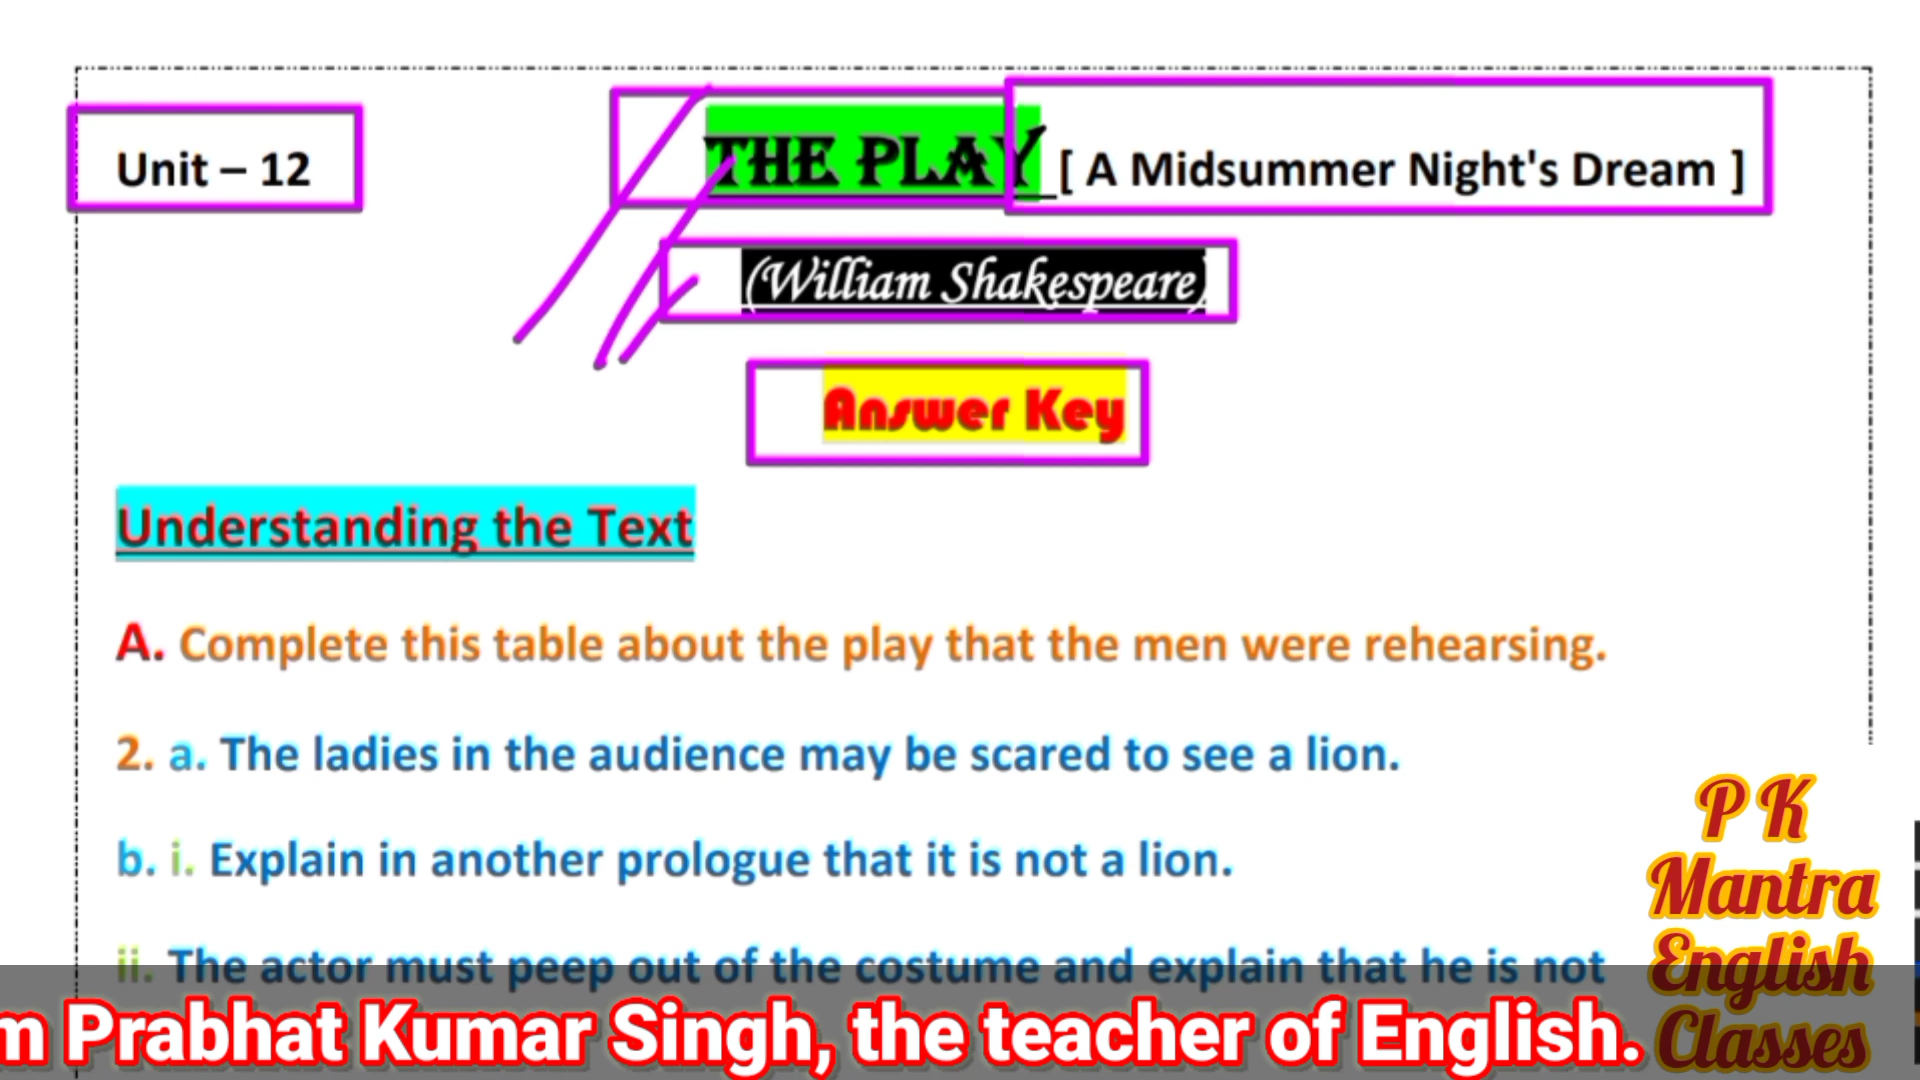 Unit – 12
THE PLAY [ A Midsummer Night's Dream ]
(William Shakespeare)
Answer Key
Understanding the Text
A. Complete this table about the play that the men were rehearsing.
2. a. The ladies in the audience may be scared to see a lion.
b. i. Explain in another prologue that it is not a lion.
ii. The actor must peep out of the costume and explain that he is not
m Prabhat Kumar Singh, the teacher of English.
P K
Mantra
English
Classes